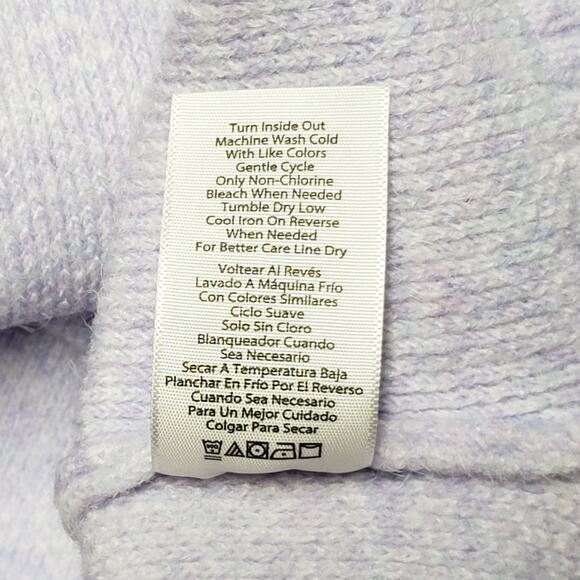 Turn Inside Out
Machine Wash Cold
With Like Colors
Gentle Cycle
Only Non-Chlorine
Bleach When Needed
Tumble Dry Low
Cool Iron On Reverse
When Needed
For Better Care Line Dry
Voltear Al Revés
Lavado A Máquina Frío
Con Colores Similares
Ciclo Suave
Solo Sin Cloro
Blanqueador Cuando
Sea Necesario
Secar A Temperatura Baja
Planchar En Frío Por El Reverso
Cuando Sea Necesario
Para Un Mejor Cuidado
Colgar Para Secar